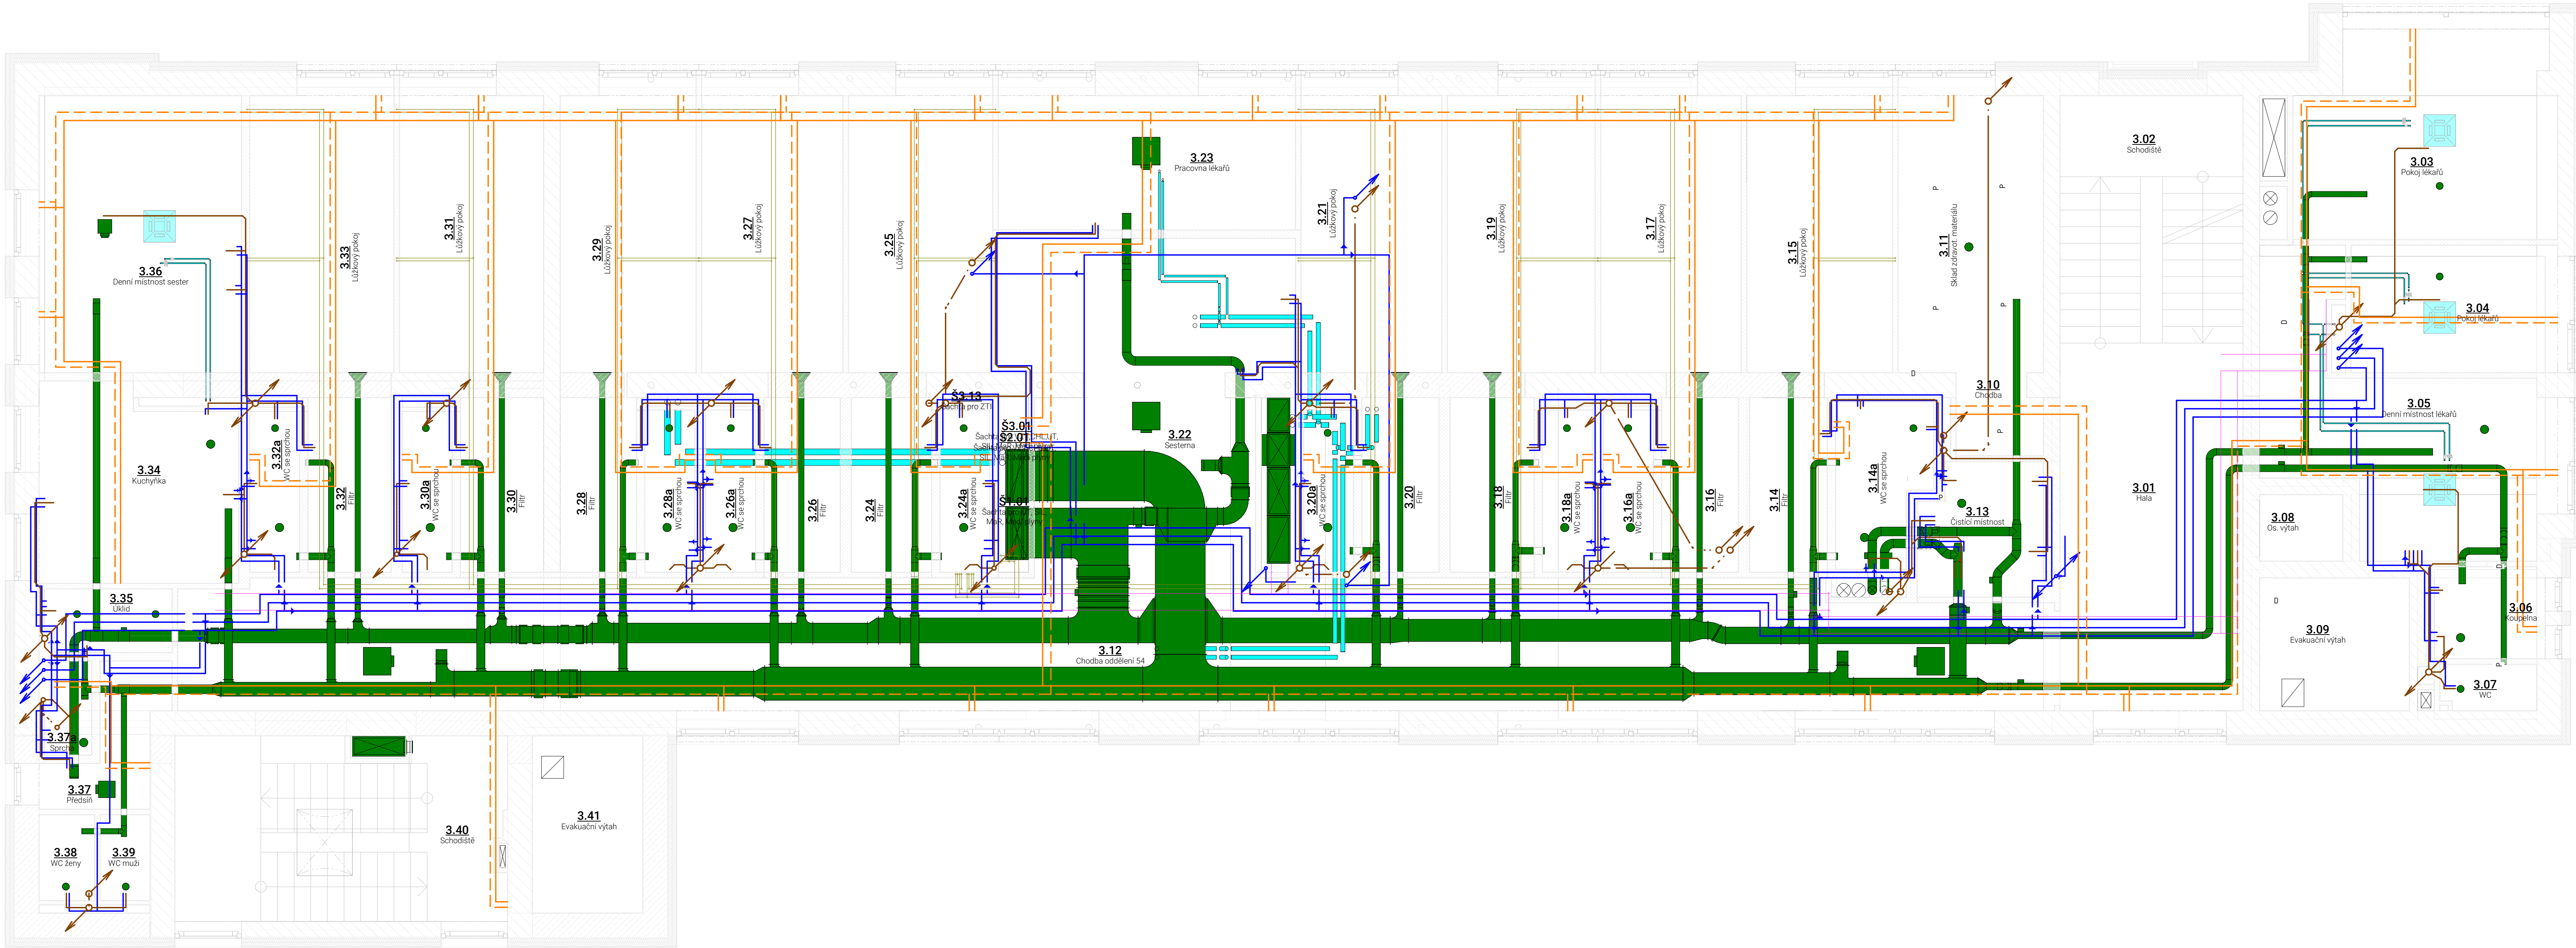 3.02
Schodiště
3.03
Pokoj lékařů
3.23
Pracovna lékařů
3.36
Denní místnost sester
3.33
Lůžkový pokoj
3.31
Lůžkový pokoj
3.29
Lůžkový pokoj
3.27
Lůžkový pokoj
3.25
Lůžkový pokoj
3.21
Lůžkový pokoj
3.19
Lůžkový pokoj
3.17
Lůžkový pokoj
3.15
Lůžkový pokoj
3.11
Sklad zdravot. materiálu
P
P
P
P
D
3.04
Pokoj lékařů
D
3.10
Chodba
3.05
Denní místnost lékařů
Š3.13
Šachta pro ZTI
Š3.01
Š2.01
Š1.01
3.22
Sesterna
P
3.34
Kuchyňka
3.32a
WC se sprchou
3.32
Filtr
3.30a
WC se sprchou
3.30
Filtr
3.28
Filtr
3.28a
WC se sprchou
3.26a
WC se sprchou
3.26
Filtr
3.24
Filtr
3.24a
WC se sprchou
3.20a
WC se sprchou
3.20
Filtr
3.18
Filtr
3.18a
WC se sprchou
3.16a
WC se sprchou
3.16
Filtr
3.14
Filtr
3.14a
WC se sprchou
P
3.13
Čistící místnost
3.01
Hala
3.08
Os. výtah
D
D
3.35
Úklid
3.06
Koupelna
3.09
Evakuační výtah
3.12
Chodba oddělení 54
P
3.07
WC
3.37a
Sprcha
3.37
Předsíň
3.41
Evakuační výtah
3.40
Schodiště
3.38
WC ženy
3.39
WC muži